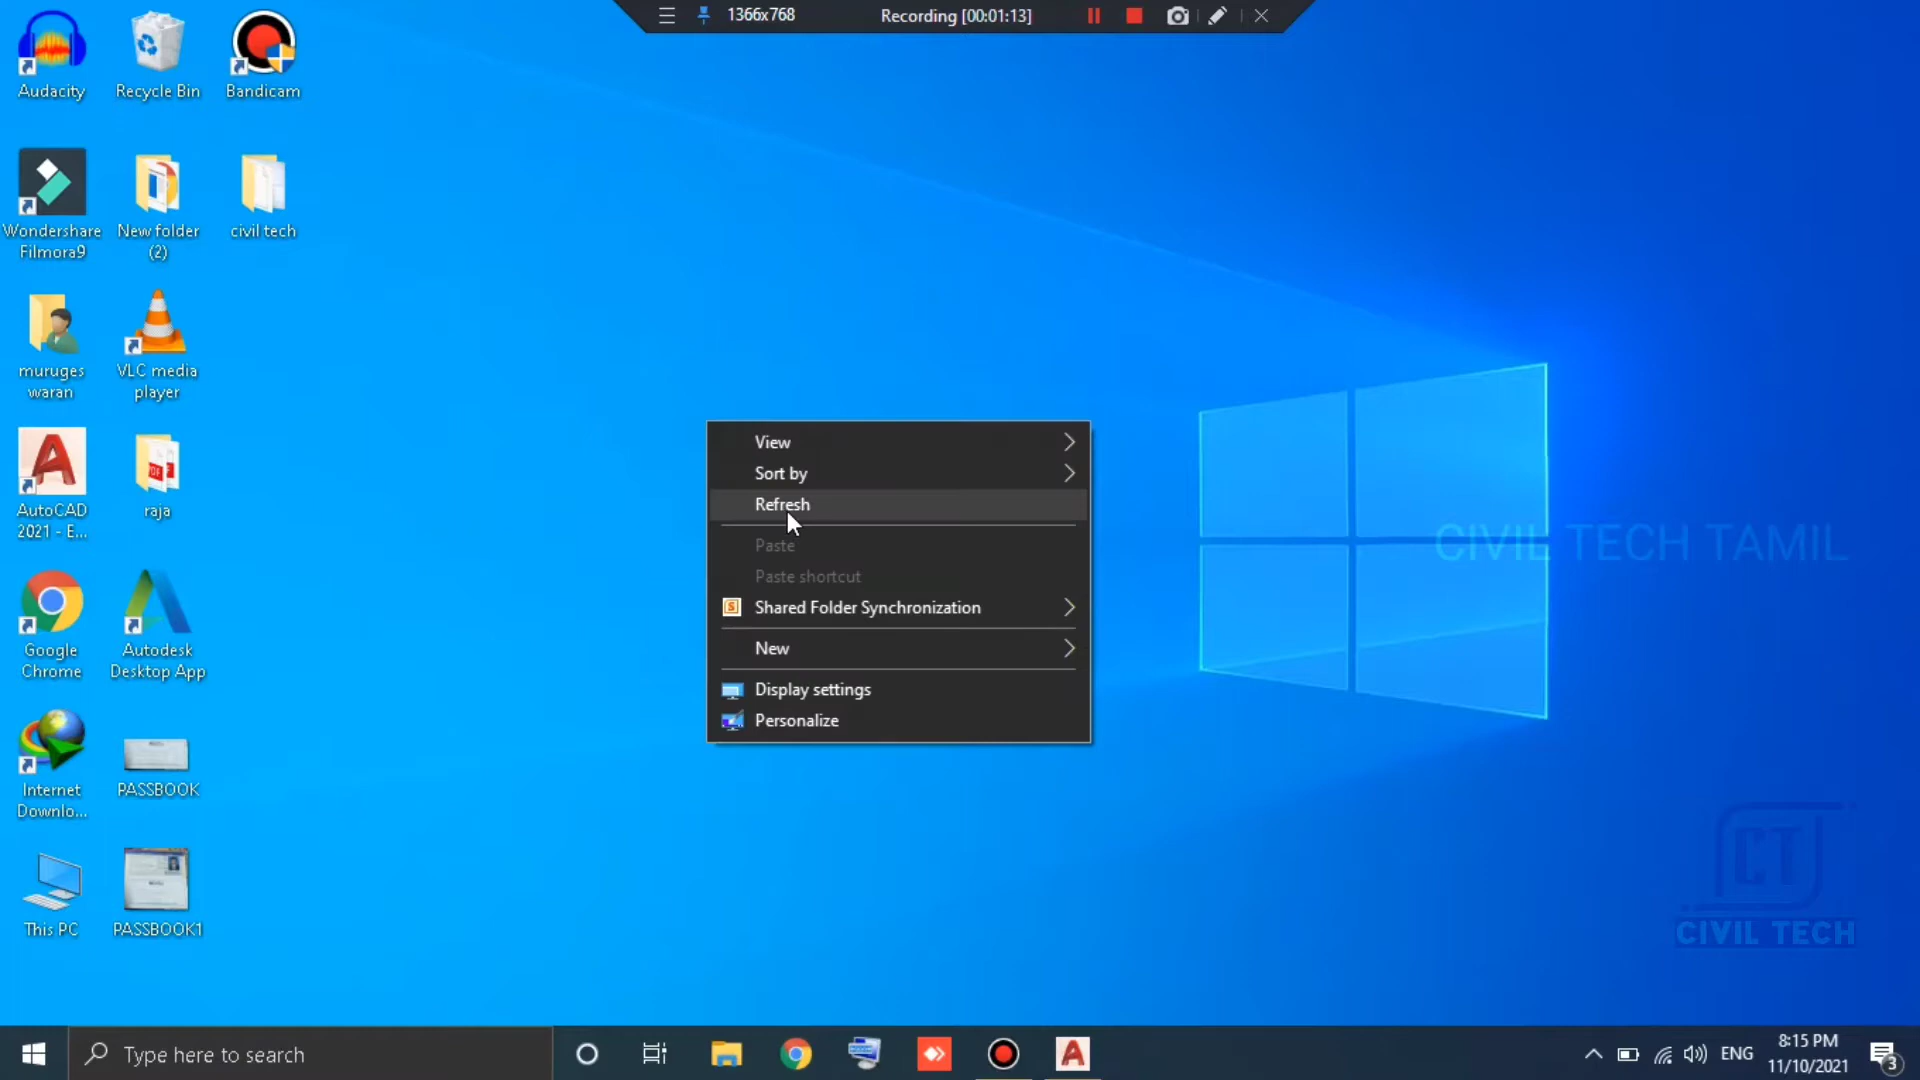 1366x768
Recording [00:01:13]
Audacity
Recycle Bin
Bandicam
Wondershare
Filmora9
New folder
(2)
civil tech
muruges
waran
VLC media
player
AutoCAD
2021 - E...
raja
Google
Chrome
Autodesk
Desktop App
Internet
Downlo...
PASSBOOK
This PC
PASSBOOK1
View
Sort by
Refresh
Paste
Paste shortcut
Shared Folder Synchronization
New
Display settings
Personalize
CIVIL TECH TAMIL
CT
CIVIL TECH
Type here to search
ENG
8:15 PM
11/10/2021
3